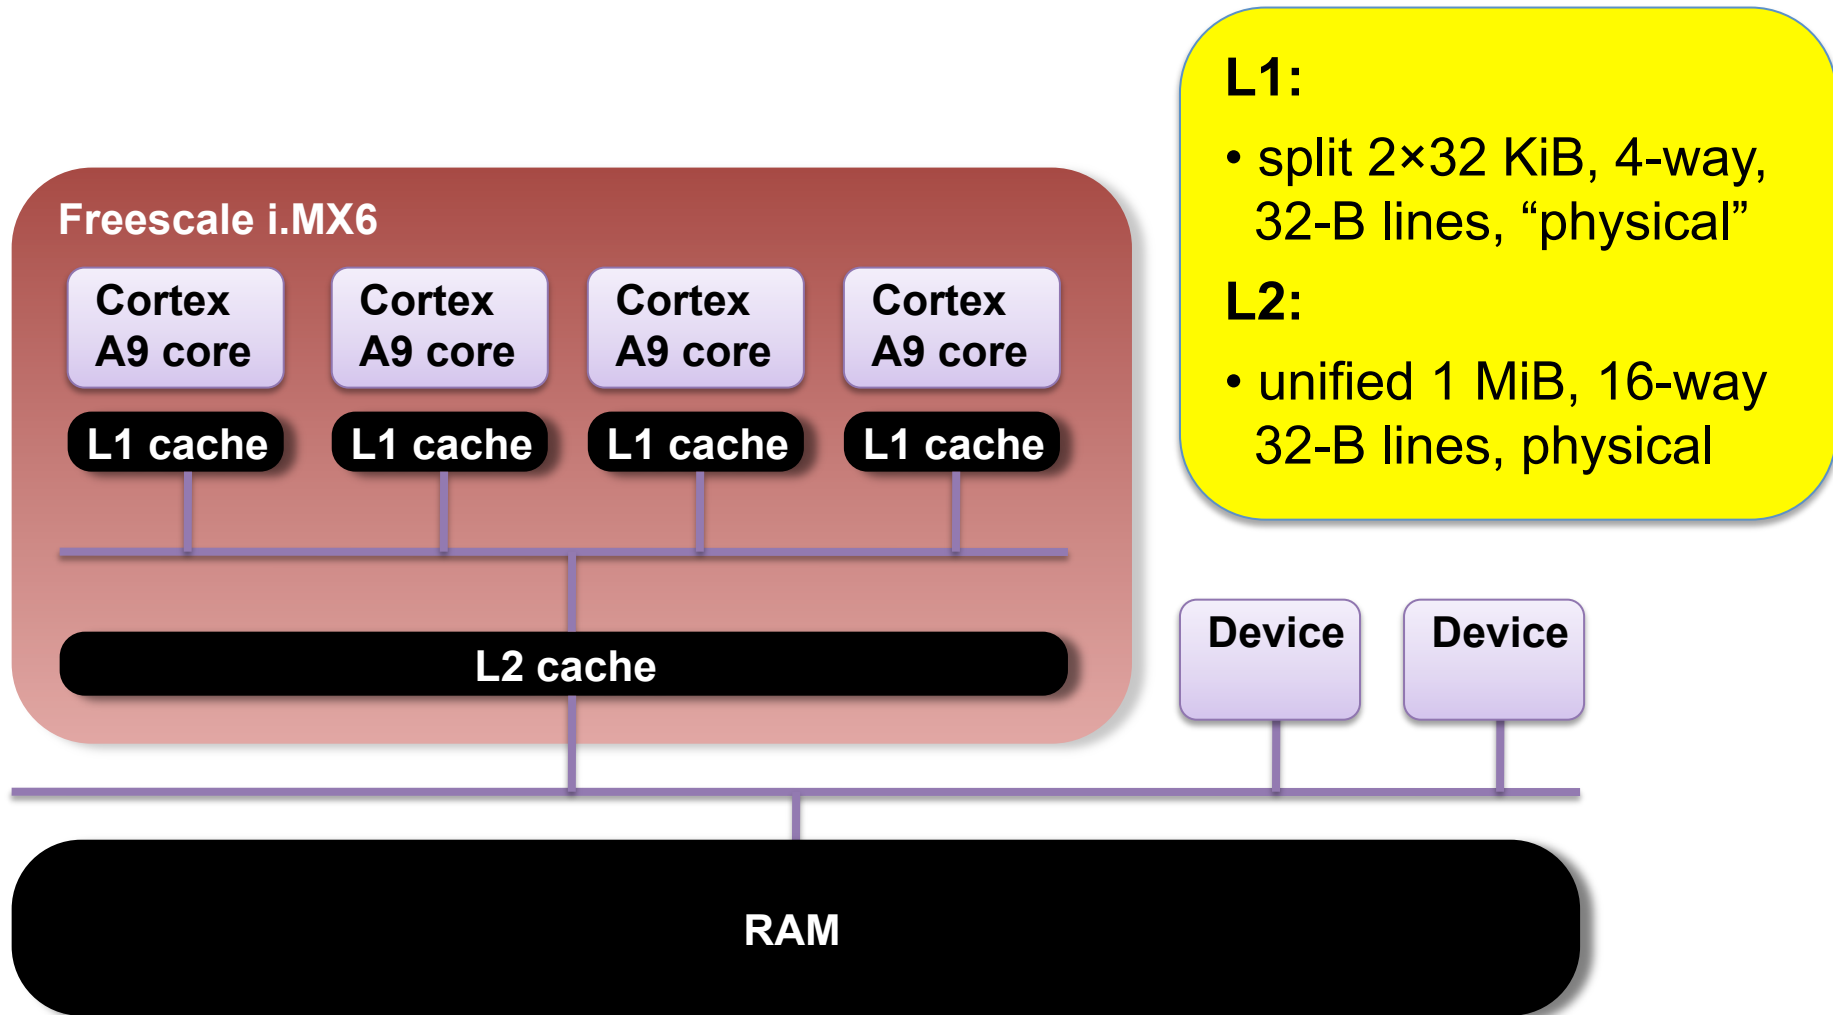 L1:
• split 2×32 KiB, 4-way,
32-B lines, “physical”
L2:
• unified 1 MiB, 16-way
32-B lines, physical
Freescale i.MX6
Cortex
A9 core
Cortex
A9 core
Cortex
A9 core
Cortex
A9 core
L1 cache
L1 cache
L1 cache
L1 cache
L2 cache
Device
Device
RAM